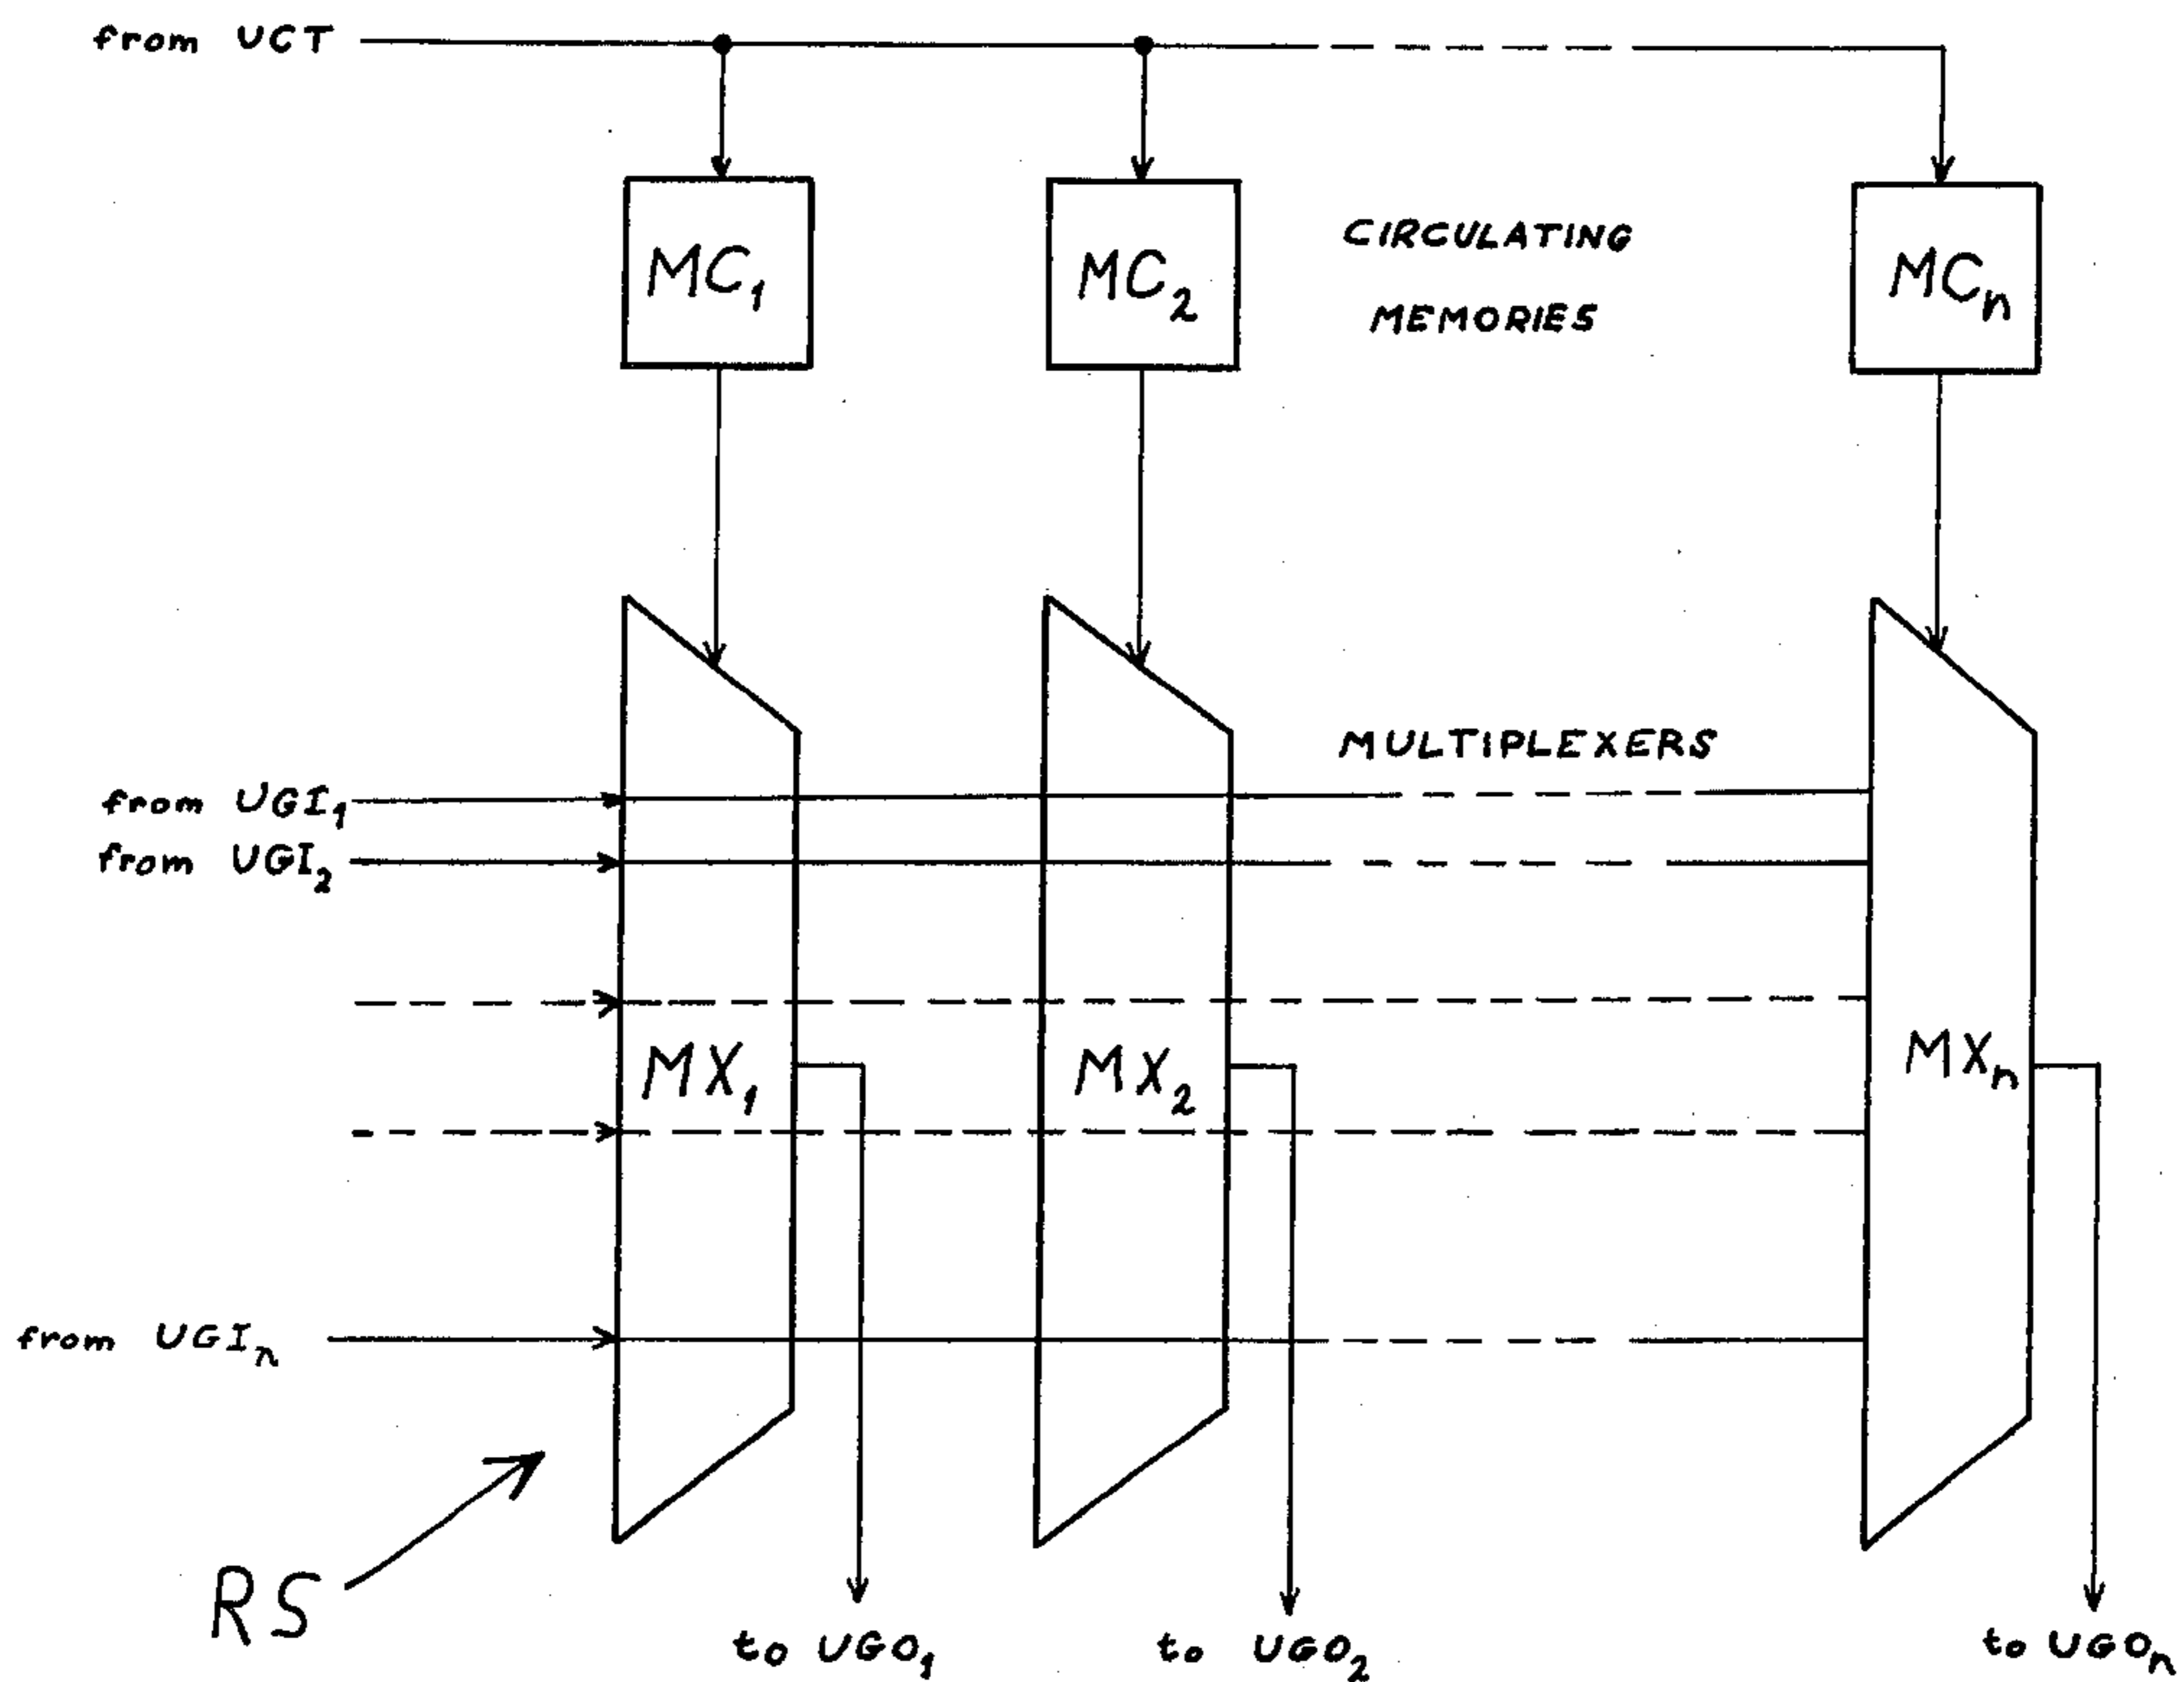 from UCT
MC₁
MC₂
CIRCULATING
MEMORIES
MCₙ
MULTIPLEXERS
from UGI₁
from UGI₂
MX₁
MX₂
MXₙ
from UGIₙ
RS
to UGO₁
to UGO₂
to UGOₙ